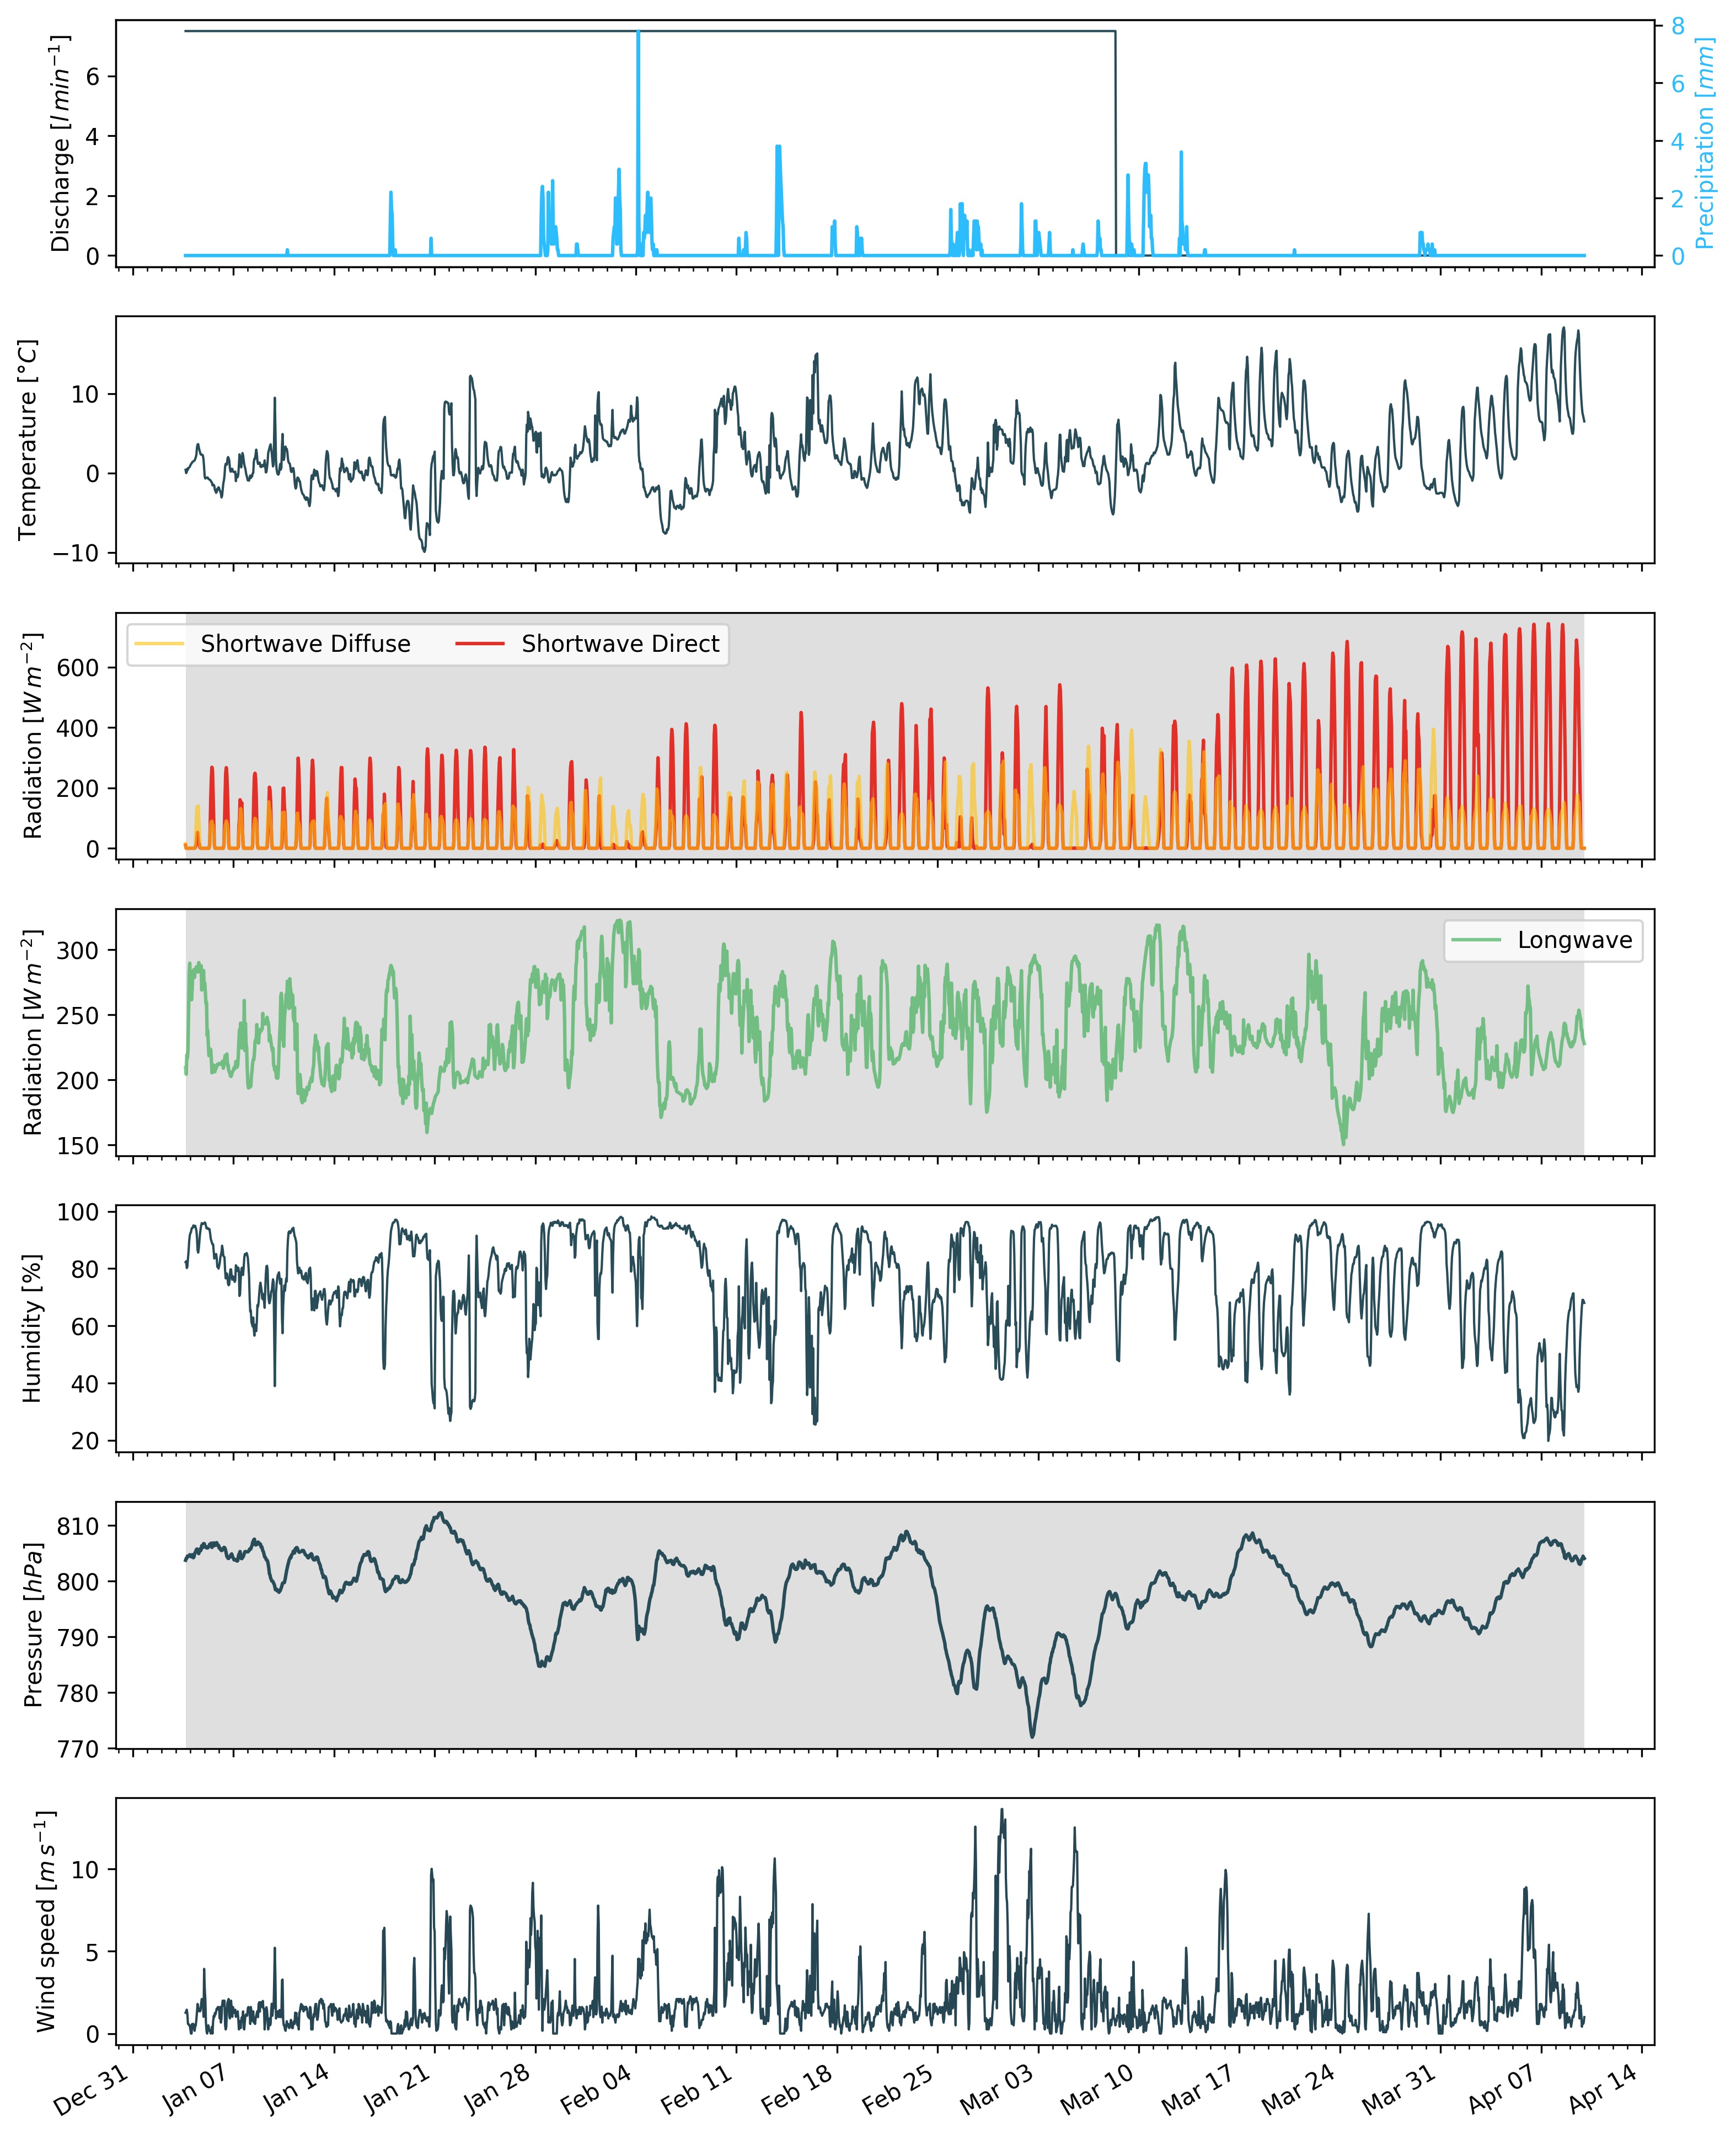 Discharge [l min⁻¹]
6
4
2
0
8
6
4
2
0
Precipitation [mm]
Temperature [°C]
10
0
−10
Radiation [W m⁻²]
600
400
200
0
Shortwave Diffuse
Shortwave Direct
Radiation [W m⁻²]
300
250
200
150
Longwave
Humidity [%]
100
80
60
40
20
Pressure [hPa]
810
800
790
780
770
Wind speed [m s⁻¹]
10
5
0
Dec 31
Jan 07
Jan 14
Jan 21
Jan 28
Feb 04
Feb 11
Feb 18
Feb 25
Mar 03
Mar 10
Mar 17
Mar 24
Mar 31
Apr 07
Apr 14